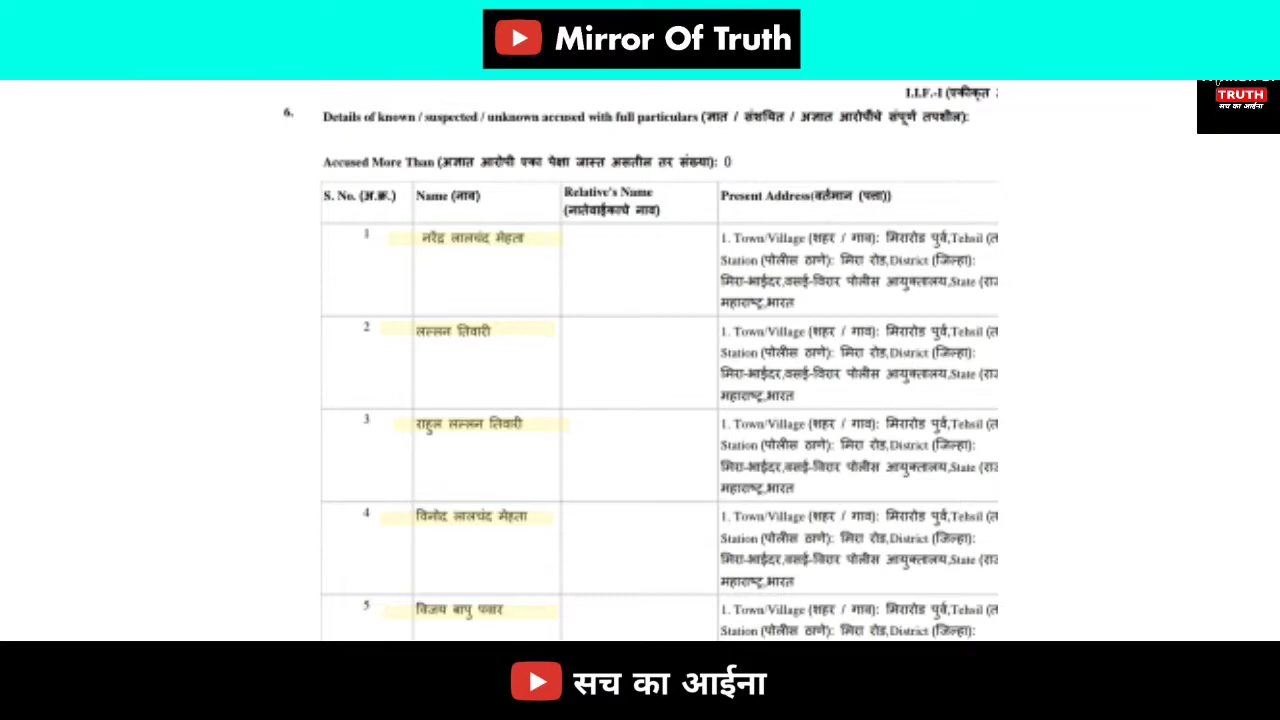 Mirror Of Truth
TRUTH
सच का आईना
I.I.F.-I (एकीकृत
6.
Details of known / suspected / unknown accused with full particulars (ज्ञात / संशयित / अज्ञात आरोपीचे संपूर्ण तपशील):
Accused More Than (अज्ञात आरोपी एका पेक्षा जास्त असतील तर संख्या): 0
S. No. (अ.क्र.) Name (नाव) Relative's Name (नातेवाईकाचे नाव) Present Address(वर्तमान (पत्ता))
1 नरेंद्र लालचंद मेहता 1. Town/Village (शहर / गाव): मिरारोड पुर्व,Tehsil
Station (पोलीस ठाणे): मिरा रोड,District (जिल्हा):
मिरा-भाईंदर,वसई-विरार पोलीस आयुक्तालय,State
महाराष्ट्र,भारत
2 लल्लन तिवारी 1. Town/Village (शहर / गाव): मिरारोड पुर्व,Tehsil
Station (पोलीस ठाणे): मिरा रोड,District (जिल्हा):
मिरा-भाईंदर,वसई-विरार पोलीस आयुक्तालय,State
महाराष्ट्र,भारत
3 राहुल लल्लन तिवारी 1. Town/Village (शहर / गाव): मिरारोड पुर्व,Tehsil
Station (पोलीस ठाणे): मिरा रोड,District (जिल्हा):
मिरा-भाईंदर,वसई-विरार पोलीस आयुक्तालय,State
महाराष्ट्र,भारत
4 विनोद लालचंद मेहता 1. Town/Village (शहर / गाव): मिरारोड पुर्व,Tehsil
Station (पोलीस ठाणे): मिरा रोड,District (जिल्हा):
मिरा-भाईंदर,वसई-विरार पोलीस आयुक्तालय,State
महाराष्ट्र,भारत
5 विजय बापु पवार 1. Town/Village (शहर / गाव): मिरारोड पुर्व,Tehsil
Station (पोलीस ठाणे): मिरा रोड,District (जिल्हा):
सच का आईना